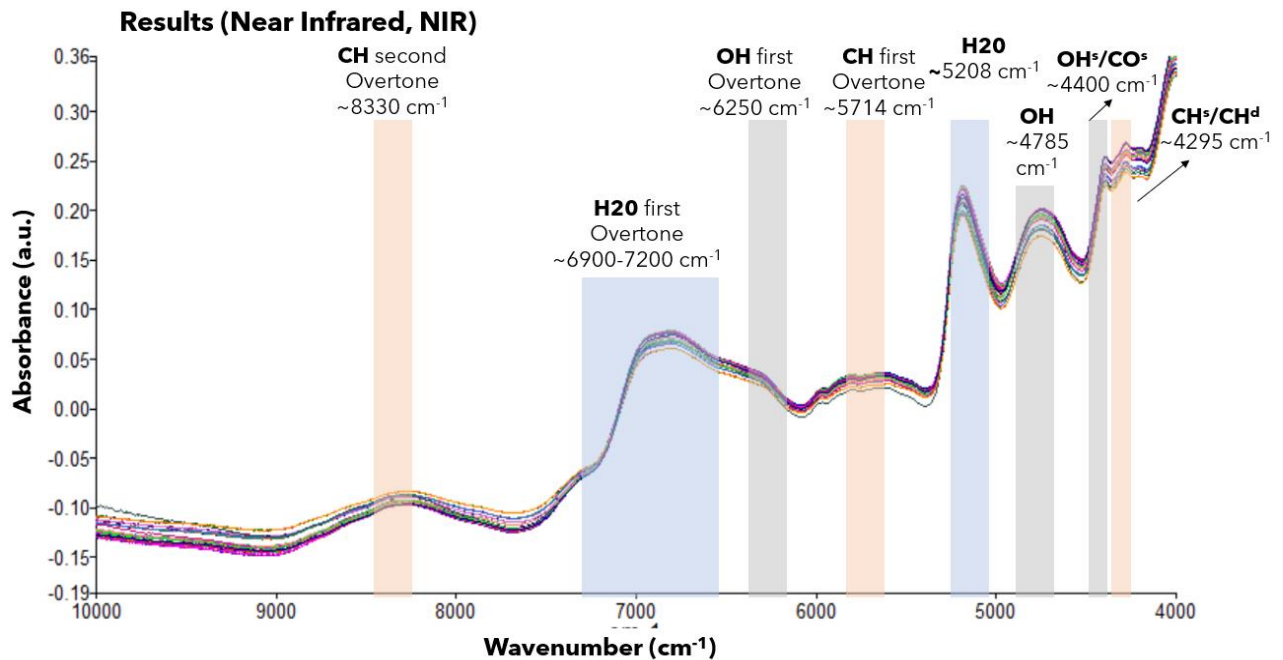 Results (Near Infrared, NIR)
CH second
Overtone
~8330 cm-1
OH first
Overtone
~6250 cm-1
CH first
Overtone
~5714 cm-1
H20
~5208 cm-1
OHˢ/COˢ
~4400 cm-1
OH
~4785
cm-1
CHˢ/CHᵈ
~4295 cm-1
H20 first
Overtone
~6900-7200 cm-1
Absorbance (a.u.)
0.36
0.30
0.25
0.20
0.15
0.10
0.05
0.00
-0.05
-0.10
-0.15
-0.19
10000
9000
8000
7000
6000
5000
4000
Wavenumber (cm-1)